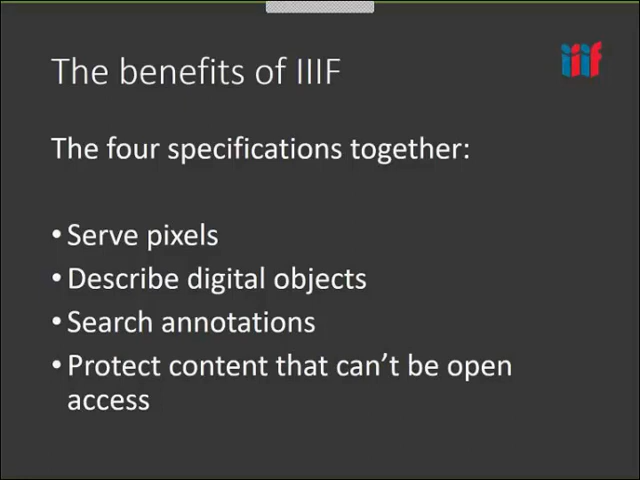 The benefits of IIIF
iiif
The four specifications together:
• Serve pixels
• Describe digital objects
• Search annotations
• Protect content that can’t be open
access